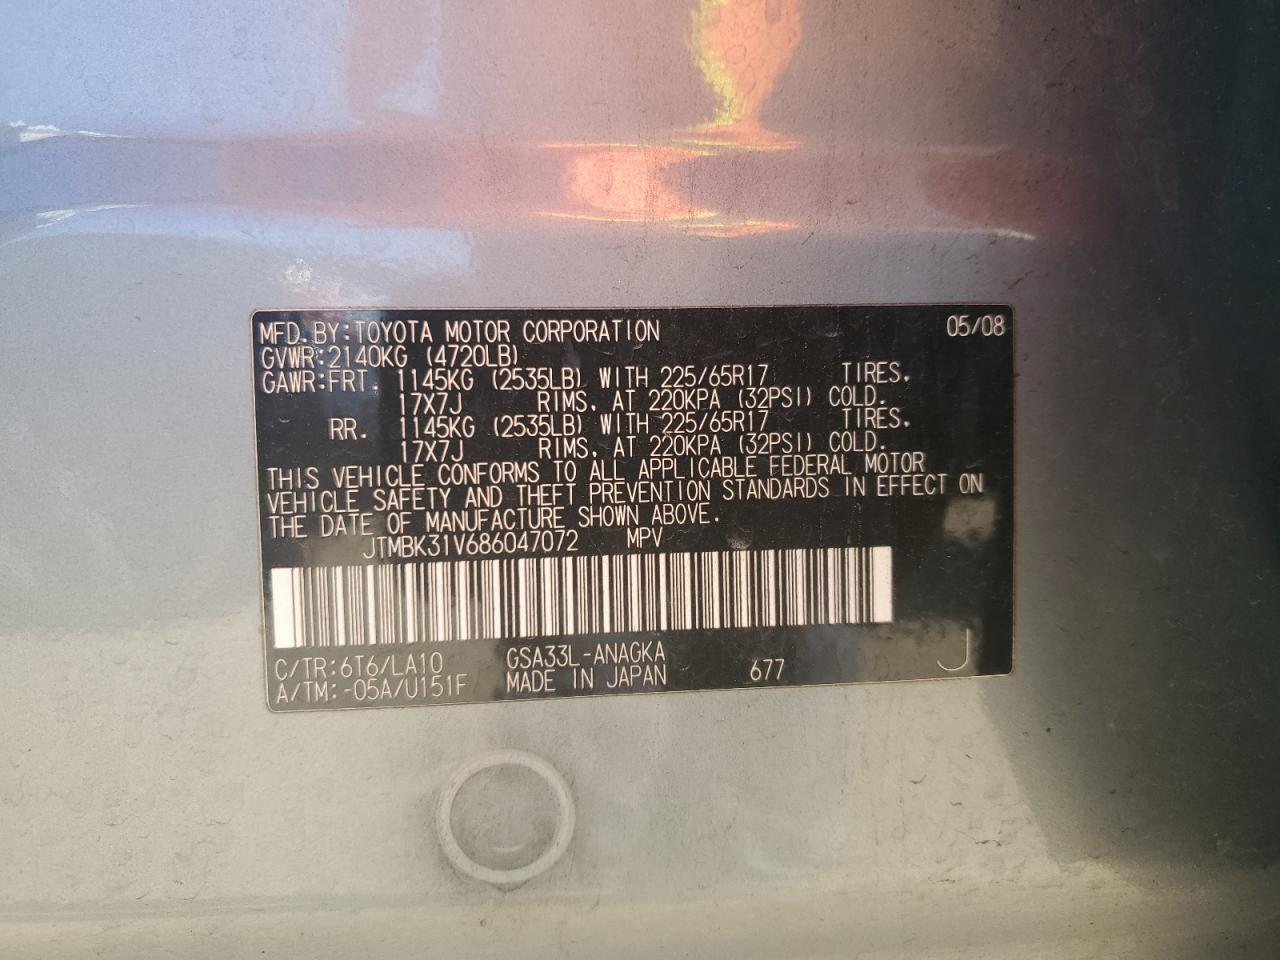 MFD. BY:TOYOTA MOTOR CORPORATION 05/08
GVWR:2140KG (4720LB)
GAWR:FRT. 1145KG (2535LB) WITH 225/65R17 TIRES,
17X7J RIMS, AT 220KPA (32PSI) COLD.
RR. 1145KG (2535LB) WITH 225/65R17 TIRES,
17X7J RIMS, AT 220KPA (32PSI) COLD.
THIS VEHICLE CONFORMS TO ALL APPLICABLE FEDERAL MOTOR
VEHICLE SAFETY AND THEFT PREVENTION STANDARDS IN EFFECT ON
THE DATE OF MANUFACTURE SHOWN ABOVE.
JTMBK31V686047072 MPV
C/TR:6T6/LA10 GSA33L-ANAGKA J
A/TM:-05A/U151F MADE IN JAPAN 677